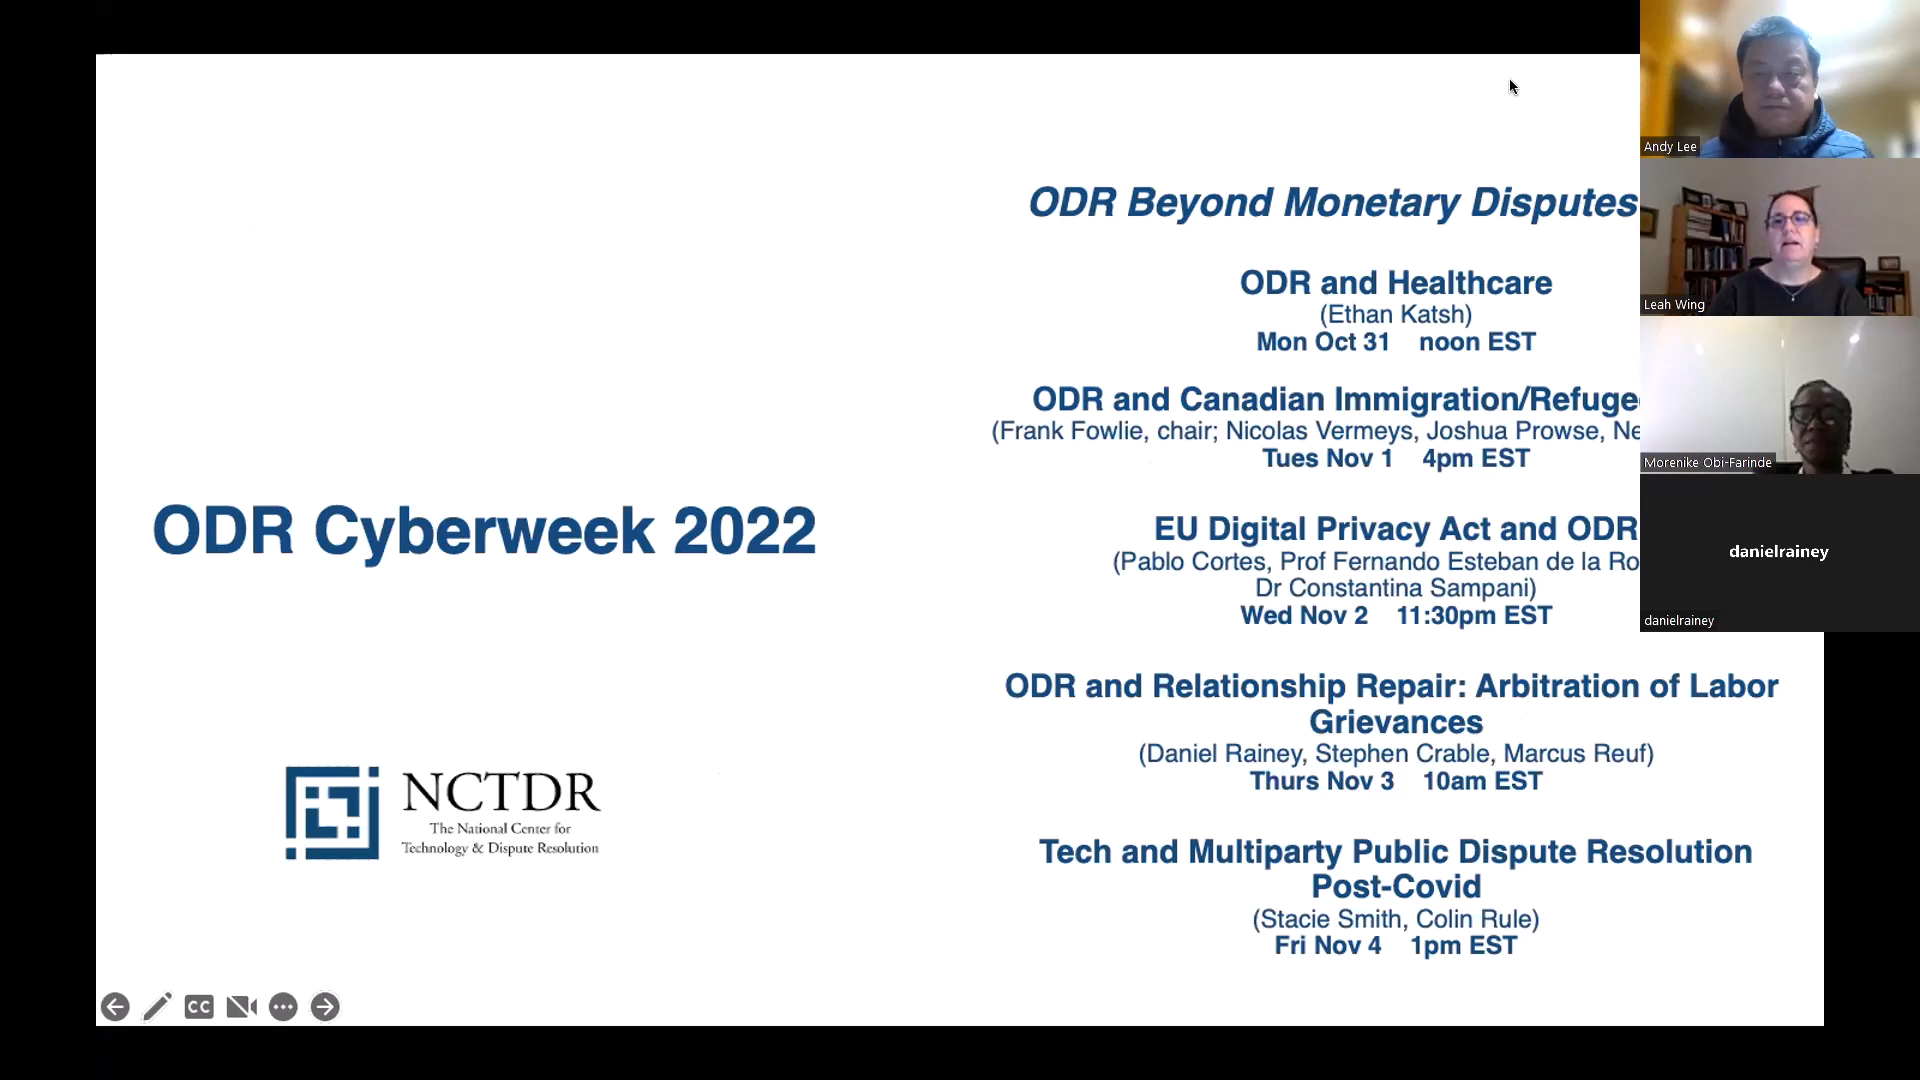 ODR Cyberweek 2022
NCTDR
The National Center for
Technology & Dispute Resolution
ODR Beyond Monetary Disputes
ODR and Healthcare
(Ethan Katsh)
Mon Oct 31 noon EST
ODR and Canadian Immigration/Refuge
(Frank Fowlie, chair; Nicolas Vermeys, Joshua Prowse, Ne
Tues Nov 1 4pm EST
EU Digital Privacy Act and ODR
(Pablo Cortes, Prof Fernando Esteban de la Ro
Dr Constantina Sampani)
Wed Nov 2 11:30pm EST
ODR and Relationship Repair: Arbitration of Labor
Grievances
(Daniel Rainey, Stephen Crable, Marcus Reuf)
Thurs Nov 3 10am EST
Tech and Multiparty Public Dispute Resolution
Post-Covid
(Stacie Smith, Colin Rule)
Fri Nov 4 1pm EST
CC
Andy Lee
Leah Wing
Morenike Obi-Farinde
danielrainey
danielrainey